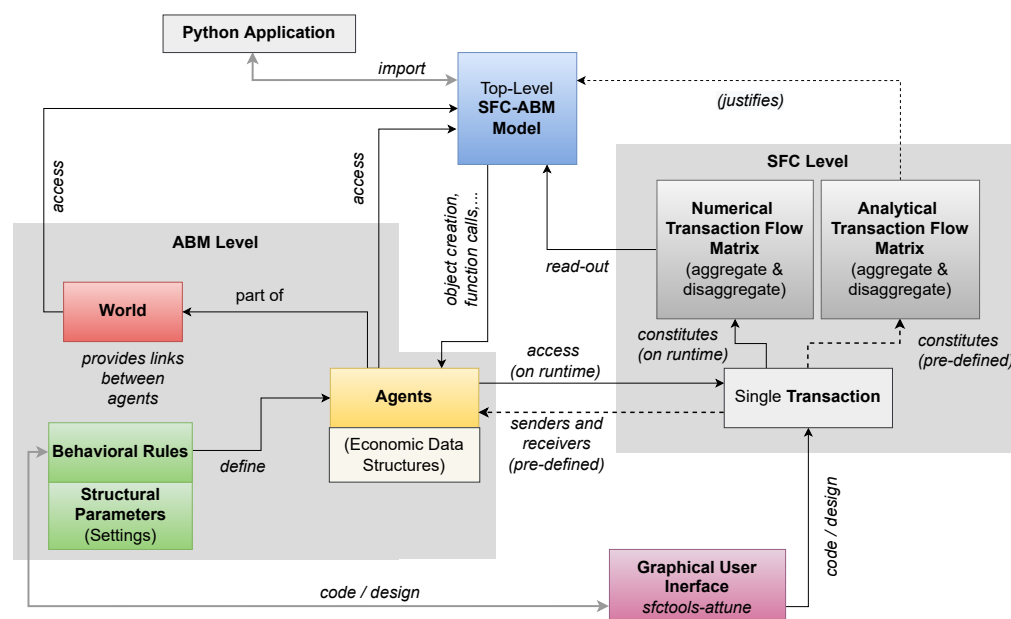 Python Application
import
Top-Level
SFC-ABM
Model
(justifies)
access
access
object creation,
function calls,...
SFC Level
Numerical
Transaction Flow
Matrix
(aggregate &
disaggregate)
Analytical
Transaction Flow
Matrix
(aggregate &
disaggregate)
read-out
ABM Level
World
part of
provides links
between
agents
constitutes
(on runtime)
constitutes
(pre-defined)
access
(on runtime)
Agents
(Economic Data
Structures)
Single Transaction
senders and
receivers
(pre-defined)
Behavioral Rules
define
Structural
Parameters
(Settings)
code / design
code / design
Graphical User
Inerface
sfctools-attune